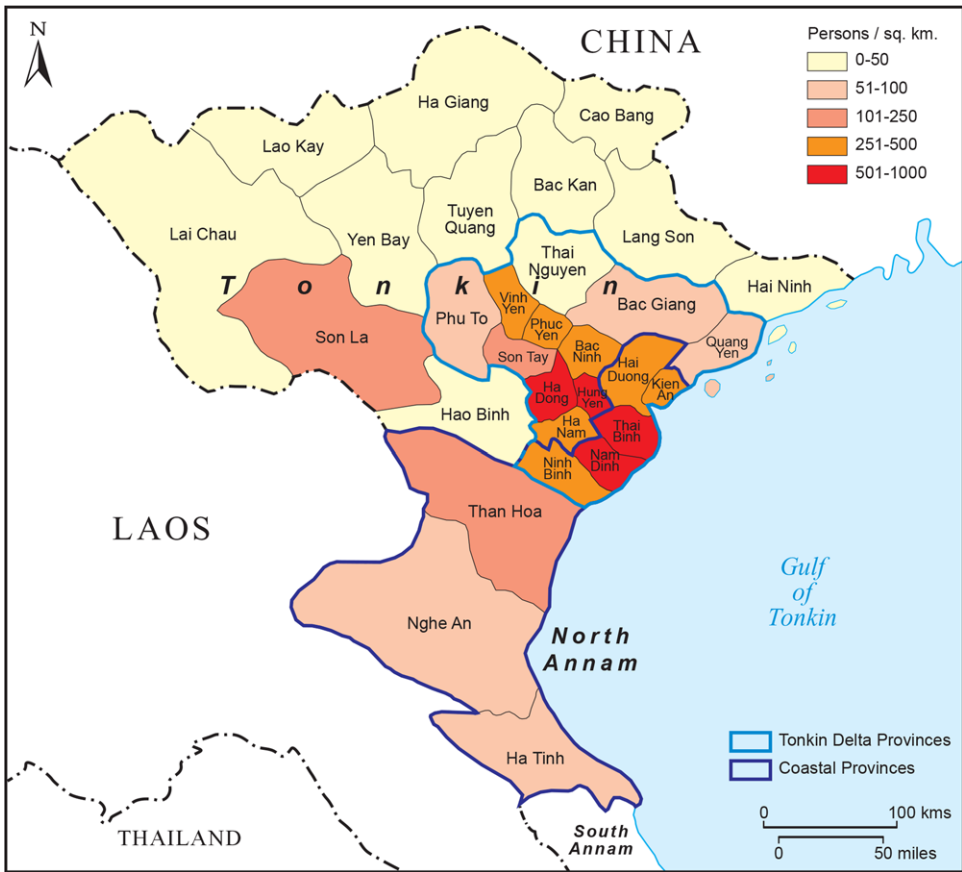 N
CHINA
Persons / sq. km.
0-50
51-100
101-250
251-500
501-1000
Ha Giang
Cao Bang
Lao Kay
Bac Kan
Tuyen
Quang
Lai Chau
Yen Bay
Lang Son
Thai
Nguyen
Hai Ninh
Tonkin
Vinh
Yen
Bac Giang
Phu To
Phuc
Yen
Son La
Quang
Yen
Bac
Ninh
Son Tay
Hai
Duong
Kien
An
Ha
Dong
Hung
Yen
Hao Binh
Ha
Nam
Thai
Binh
Ninh
Binh
Nam
Dinh
Than Hoa
LAOS
Gulf
of
Tonkin
Nghe An
North
Annam
Ha Tinh
Tonkin Delta Provinces
Coastal Provinces
0 100 kms
0 50 miles
THAILAND
South
Annam